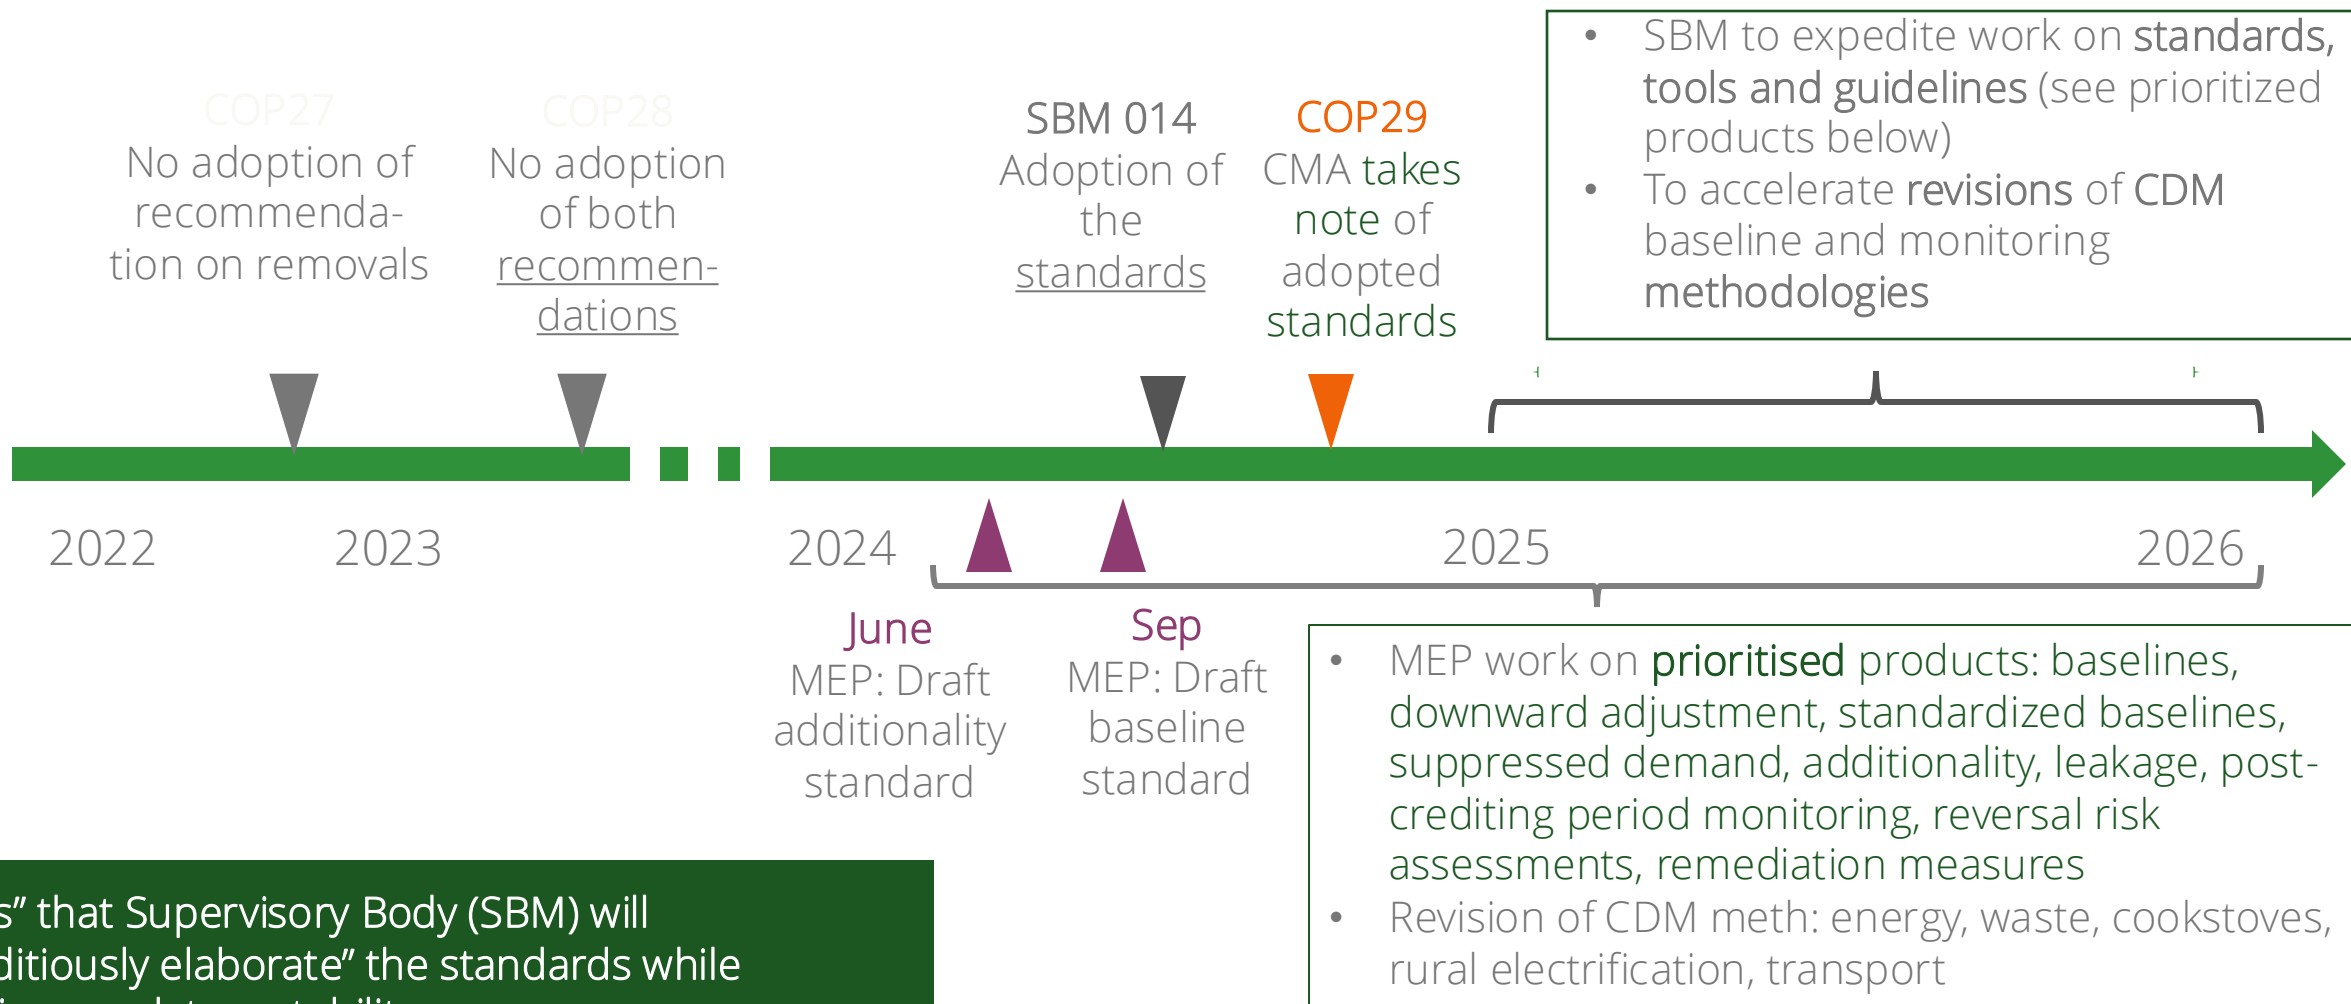 COP27
No adoption of
recommenda-
tion on removals
COP28
No adoption
of both
recommen-
dations
SBM 014
Adoption of
the
standards
COP29
CMA takes
note of
adopted
standards
• SBM to expedite work on standards,
tools and guidelines (see prioritized
products below)
• To accelerate revisions of CDM
baseline and monitoring
methodologies
2022
2023
2024
2025
2026
June
MEP: Draft
additionality
standard
Sep
MEP: Draft
baseline
standard
• MEP work on prioritised products: baselines,
downward adjustment, standardized baselines,
suppressed demand, additionality, leakage, post-
crediting period monitoring, reversal risk
assessments, remediation measures
• Revision of CDM meth: energy, waste, cookstoves,
rural electrification, transport
s” that Supervisory Body (SBM) will
ditiously elaborate” the standards while